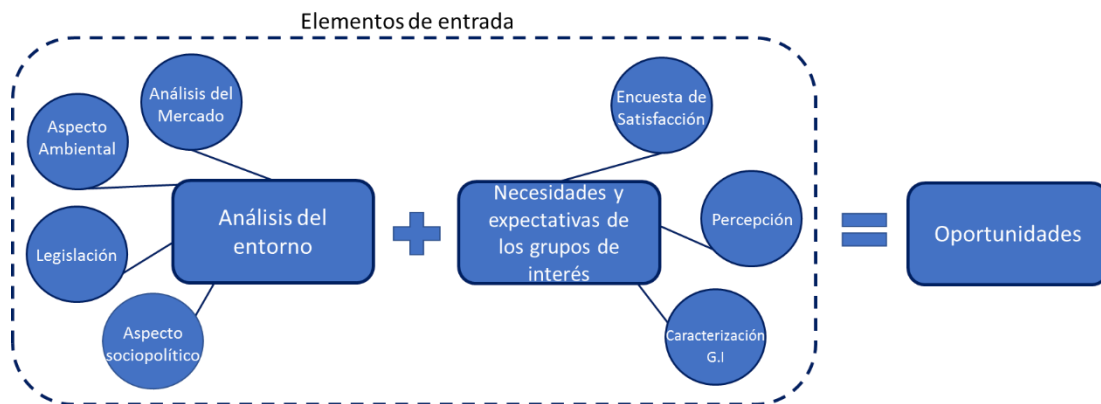 Elementos de entrada
Análisis del
Mercado
Aspecto
Ambiental
Legislación
Aspecto
sociopolítico
Análisis del
entorno
Encuesta de
Satisfacción
Necesidades y
expectativas de
los grupos de
interés
Percepción
Caracterización
G.I
Oportunidades